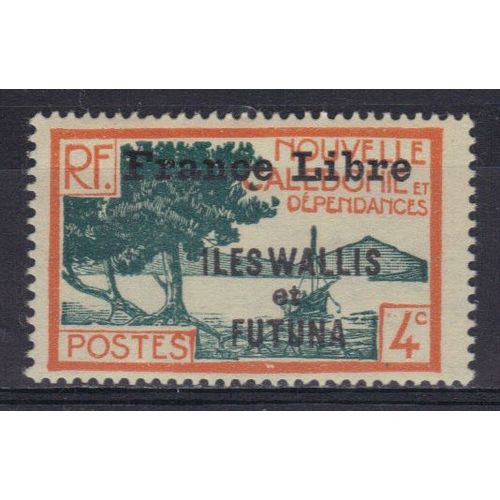 RF. NOUVELLE
France Libre
CALÉDONIE ET
DÉPENDANCES
ILES WALLIS
et
FUTUNA
POSTES 4c